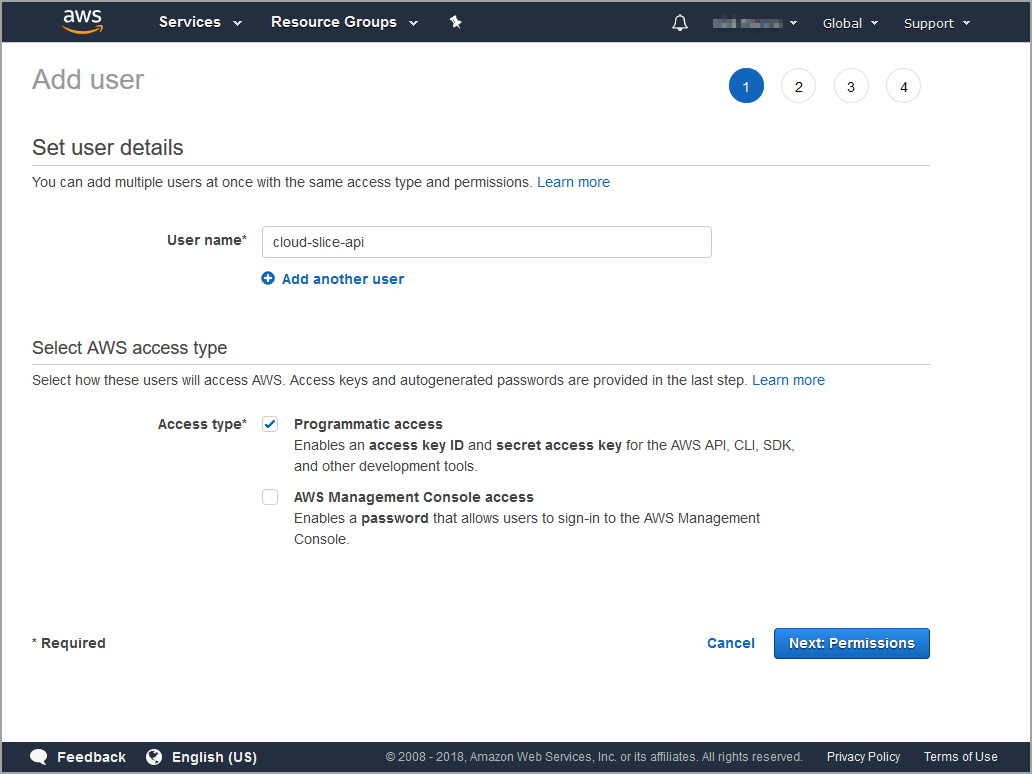 aws Services Resource Groups Global Support
Add user
1 2 3 4
Set user details
You can add multiple users at once with the same access type and permissions. Learn more
User name* cloud-slice-api
Add another user
Select AWS access type
Select how these users will access AWS. Access keys and autogenerated passwords are provided in the last step. Learn more
Access type* Programmatic access
Enables an access key ID and secret access key for the AWS API, CLI, SDK,
and other development tools.
AWS Management Console access
Enables a password that allows users to sign-in to the AWS Management
Console.
* Required Cancel Next: Permissions
Feedback English (US) © 2008 - 2018, Amazon Web Services, Inc. or its affiliates. All rights reserved. Privacy Policy Terms of Use